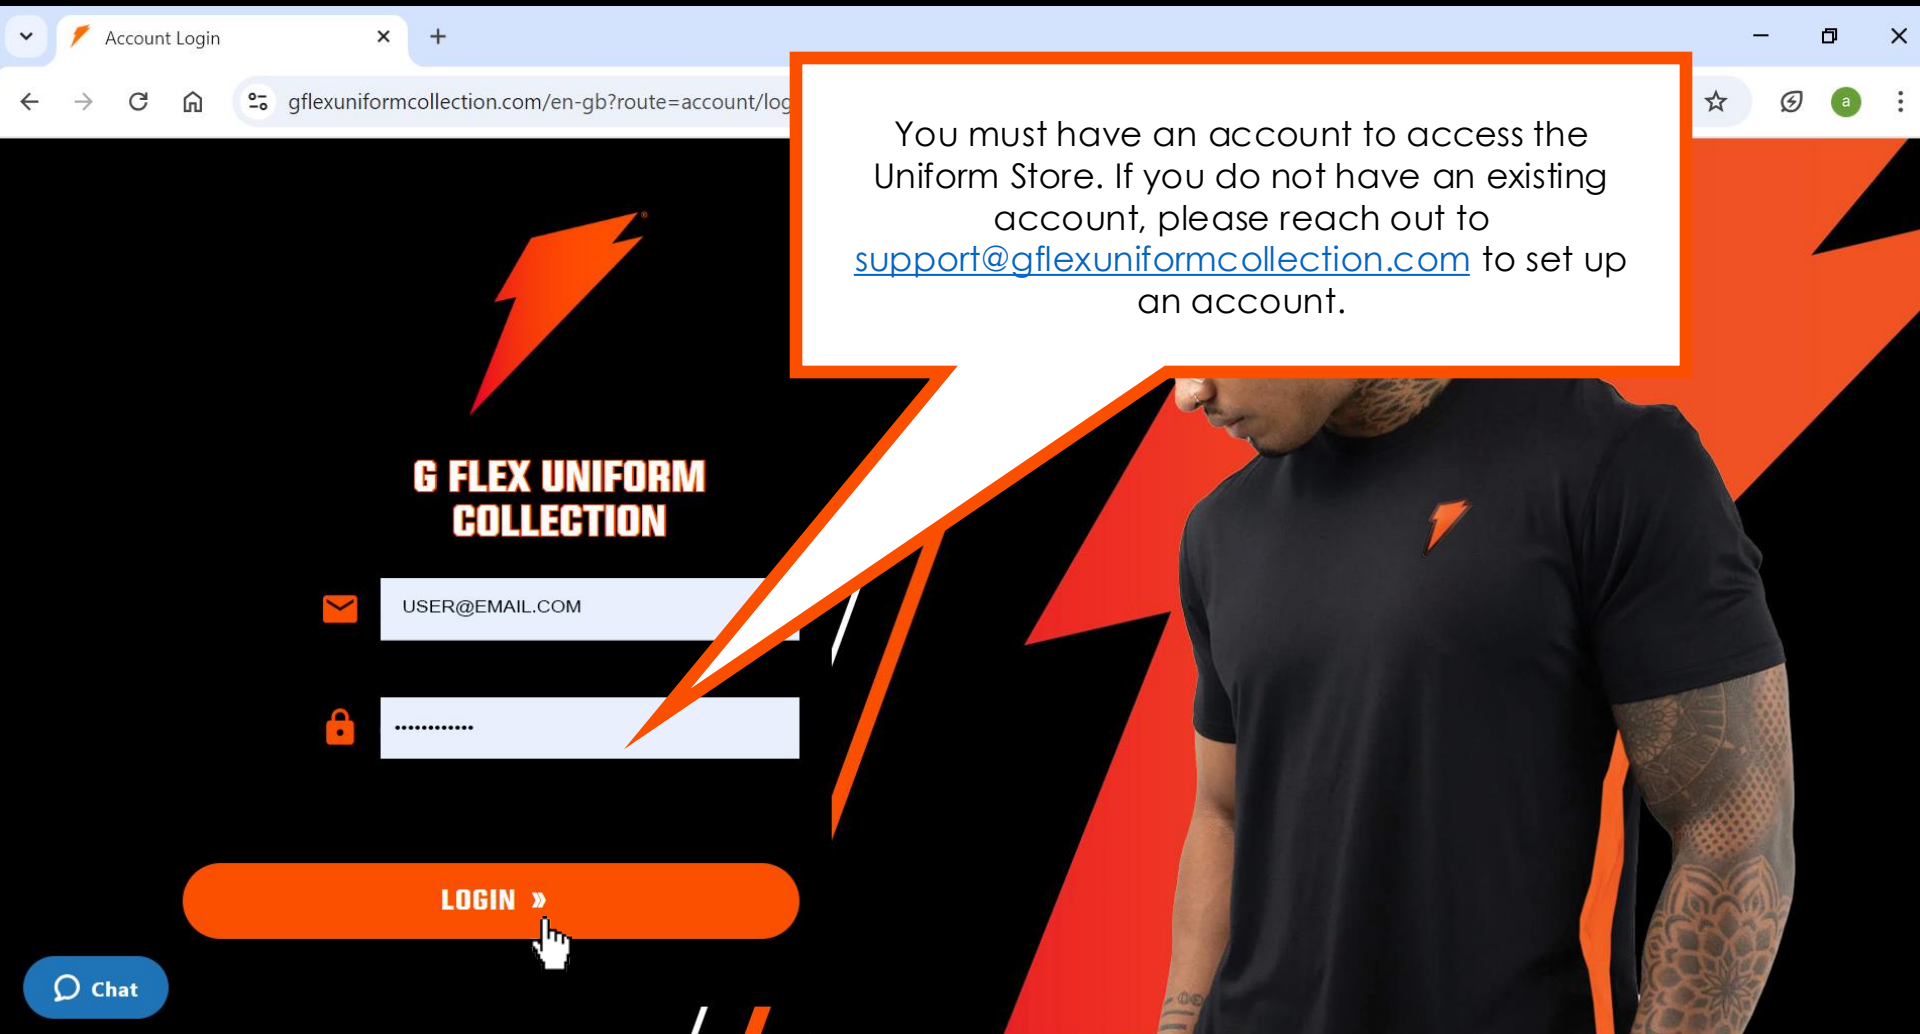 Account Login
gflexuniformcollection.com/en-gb?route=account/log
a
You must have an account to access the
Uniform Store. If you do not have an existing
account, please reach out to
support@gflexuniformcollection.com to set up
an account.
®
G FLEX UNIFORM
COLLECTION
USER@EMAIL.COM
••••••••••••
LOGIN »
Chat